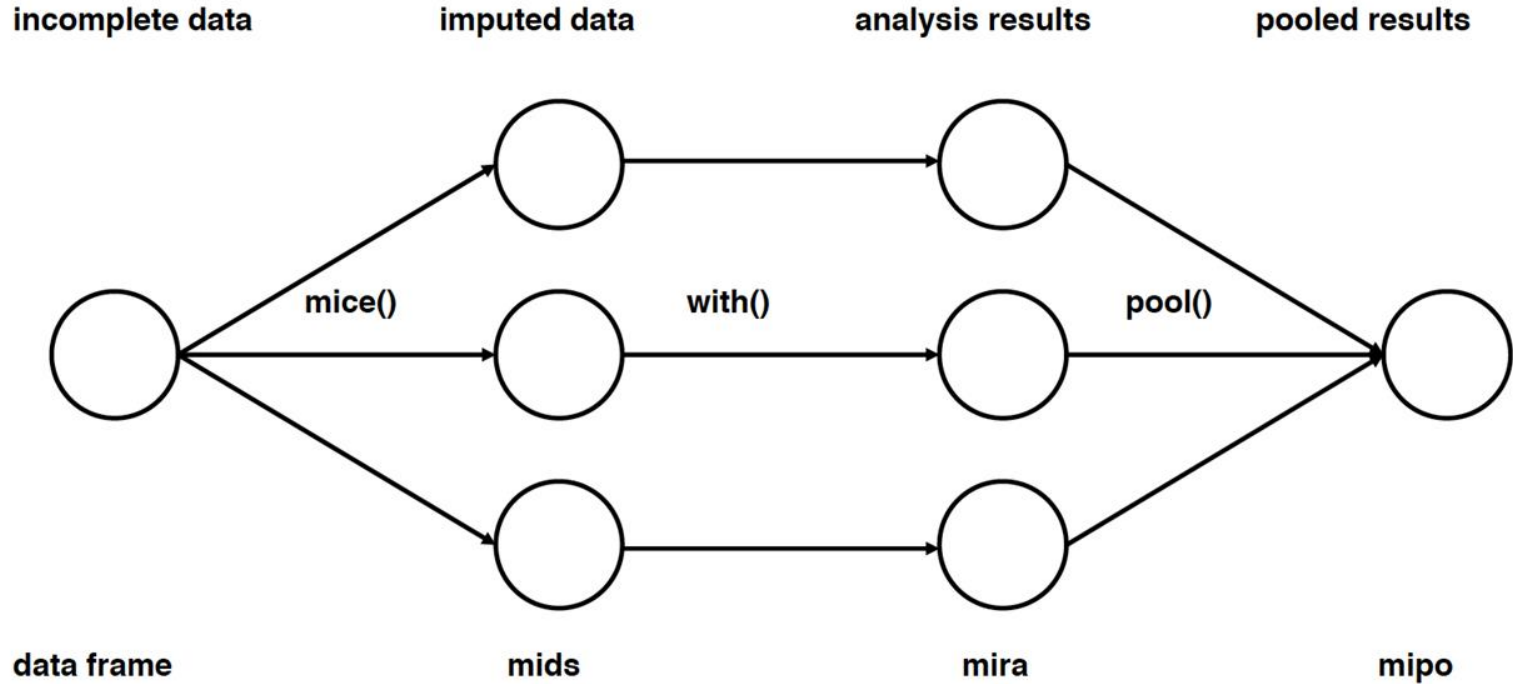 incomplete data
imputed data
analysis results
pooled results
mice()
with()
pool()
data frame
mids
mira
mipo